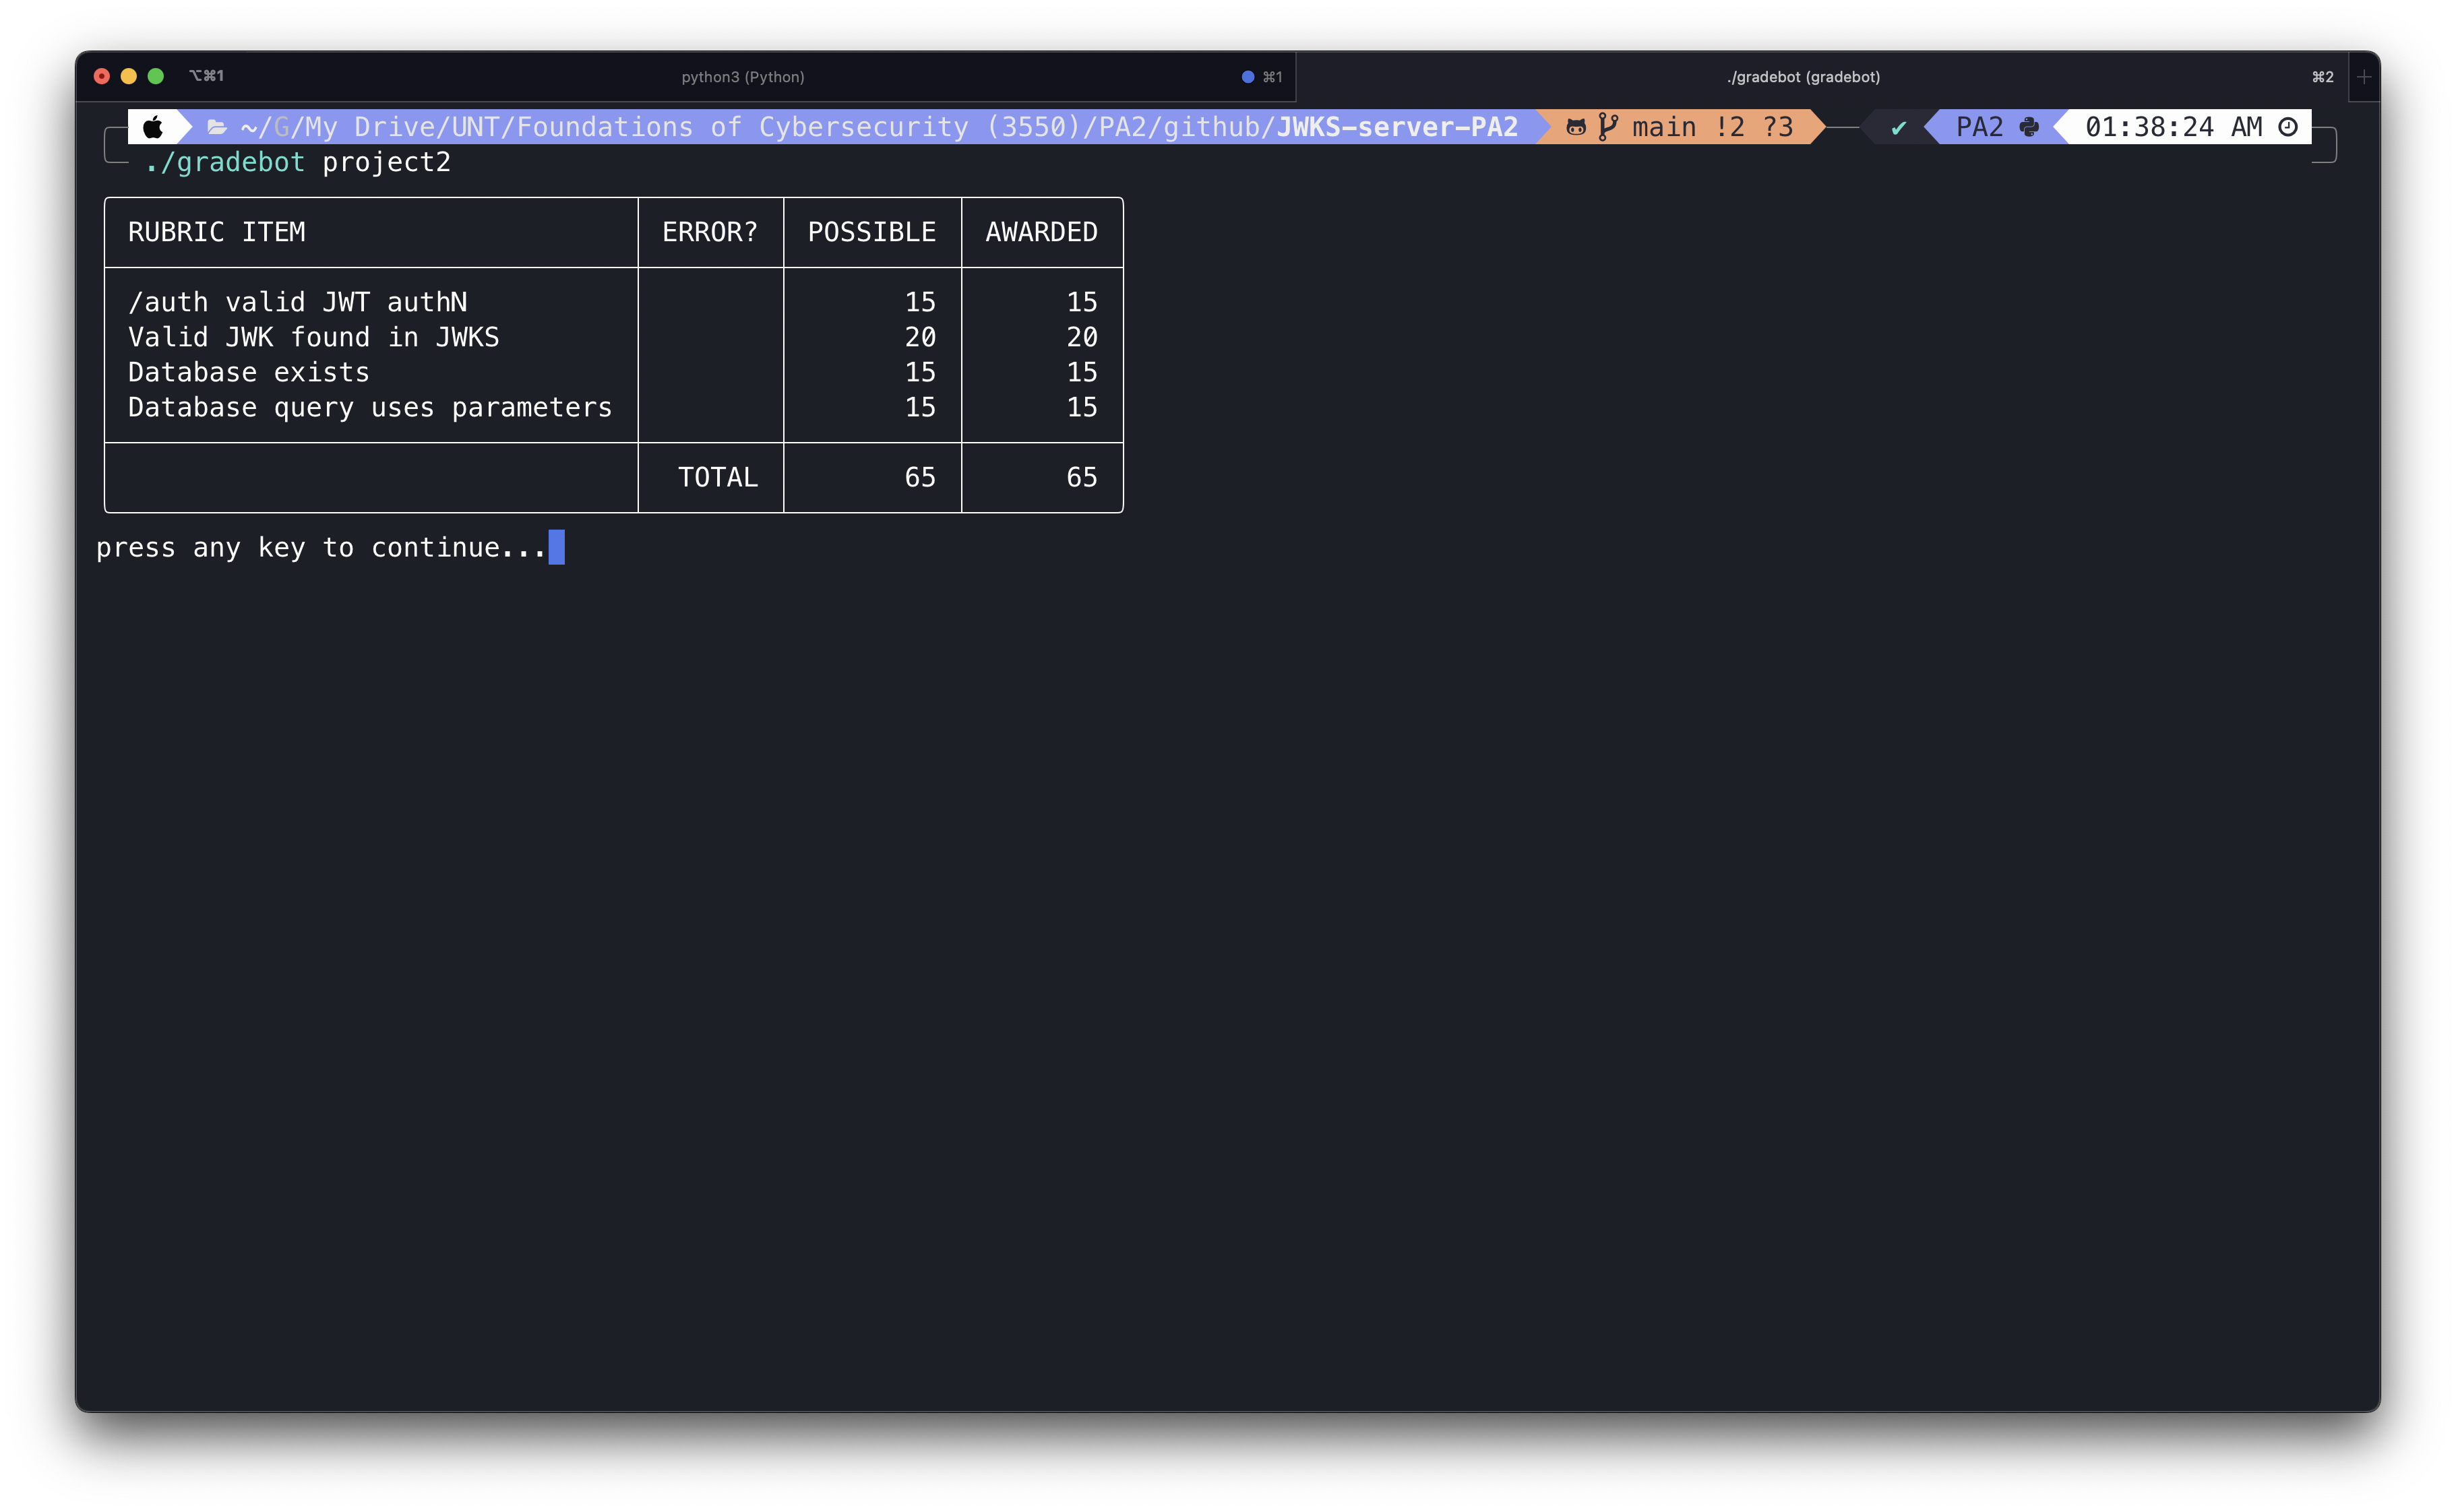 ⌥⌘1 python3 (Python) ⌘1 ./gradebot (gradebot) ⌘2 +
~/G/My Drive/UNT/Foundations of Cybersecurity (3550)/PA2/github/JWKS-server-PA2 main !2 ?3 ✔ PA2 01:38:24 AM
./gradebot project2
RUBRIC ITEM ERROR? POSSIBLE AWARDED
/auth valid JWT authN 15 15
Valid JWK found in JWKS 20 20
Database exists 15 15
Database query uses parameters 15 15
TOTAL 65 65
press any key to continue...